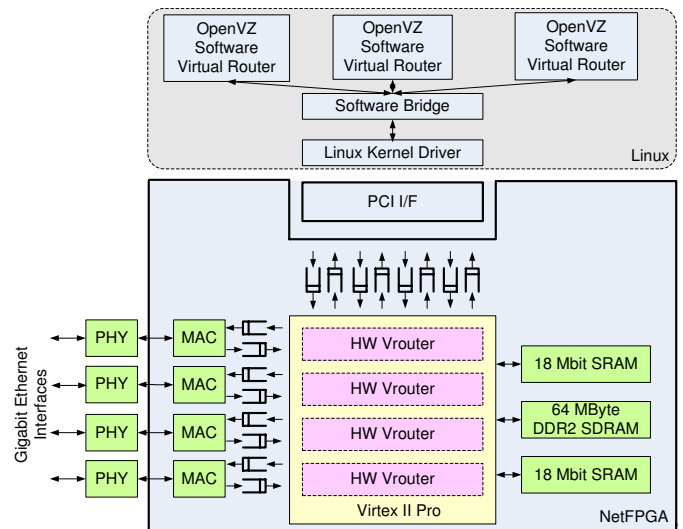 OpenVZ
Software
Virtual Router
OpenVZ
Software
Virtual Router
OpenVZ
Software
Virtual Router
Software Bridge
Linux Kernel Driver
Linux
PCI I/F
Gigabit Ethernet
Interfaces
PHY
MAC
PHY
MAC
PHY
MAC
PHY
MAC
HW Vrouter
HW Vrouter
HW Vrouter
HW Vrouter
Virtex II Pro
18 Mbit SRAM
64 MByte
DDR2 SDRAM
18 Mbit SRAM
NetFPGA